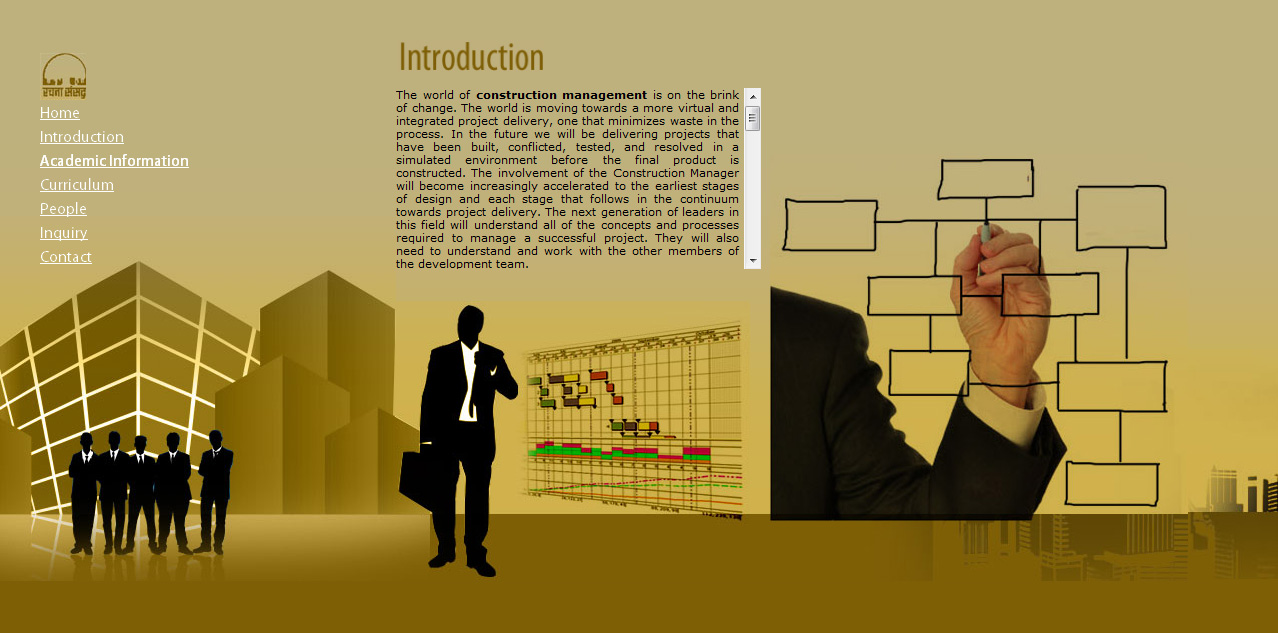 रचना संसद
Home
Introduction
Academic Information
Curriculum
People
Inquiry
Contact
Introduction
The world of construction management is on the brink
of change. The world is moving towards a more virtual and
integrated project delivery, one that minimizes waste in the
process. In the future we will be delivering projects that
have been built, conflicted, tested, and resolved in a
simulated environment before the final product is
constructed. The involvement of the Construction Manager
will become increasingly accelerated to the earliest stages
of design and each stage that follows in the continuum
towards project delivery. The next generation of leaders in
this field will understand all of the concepts and processes
required to manage a successful project. They will also
need to understand and work with the other members of
the development team.